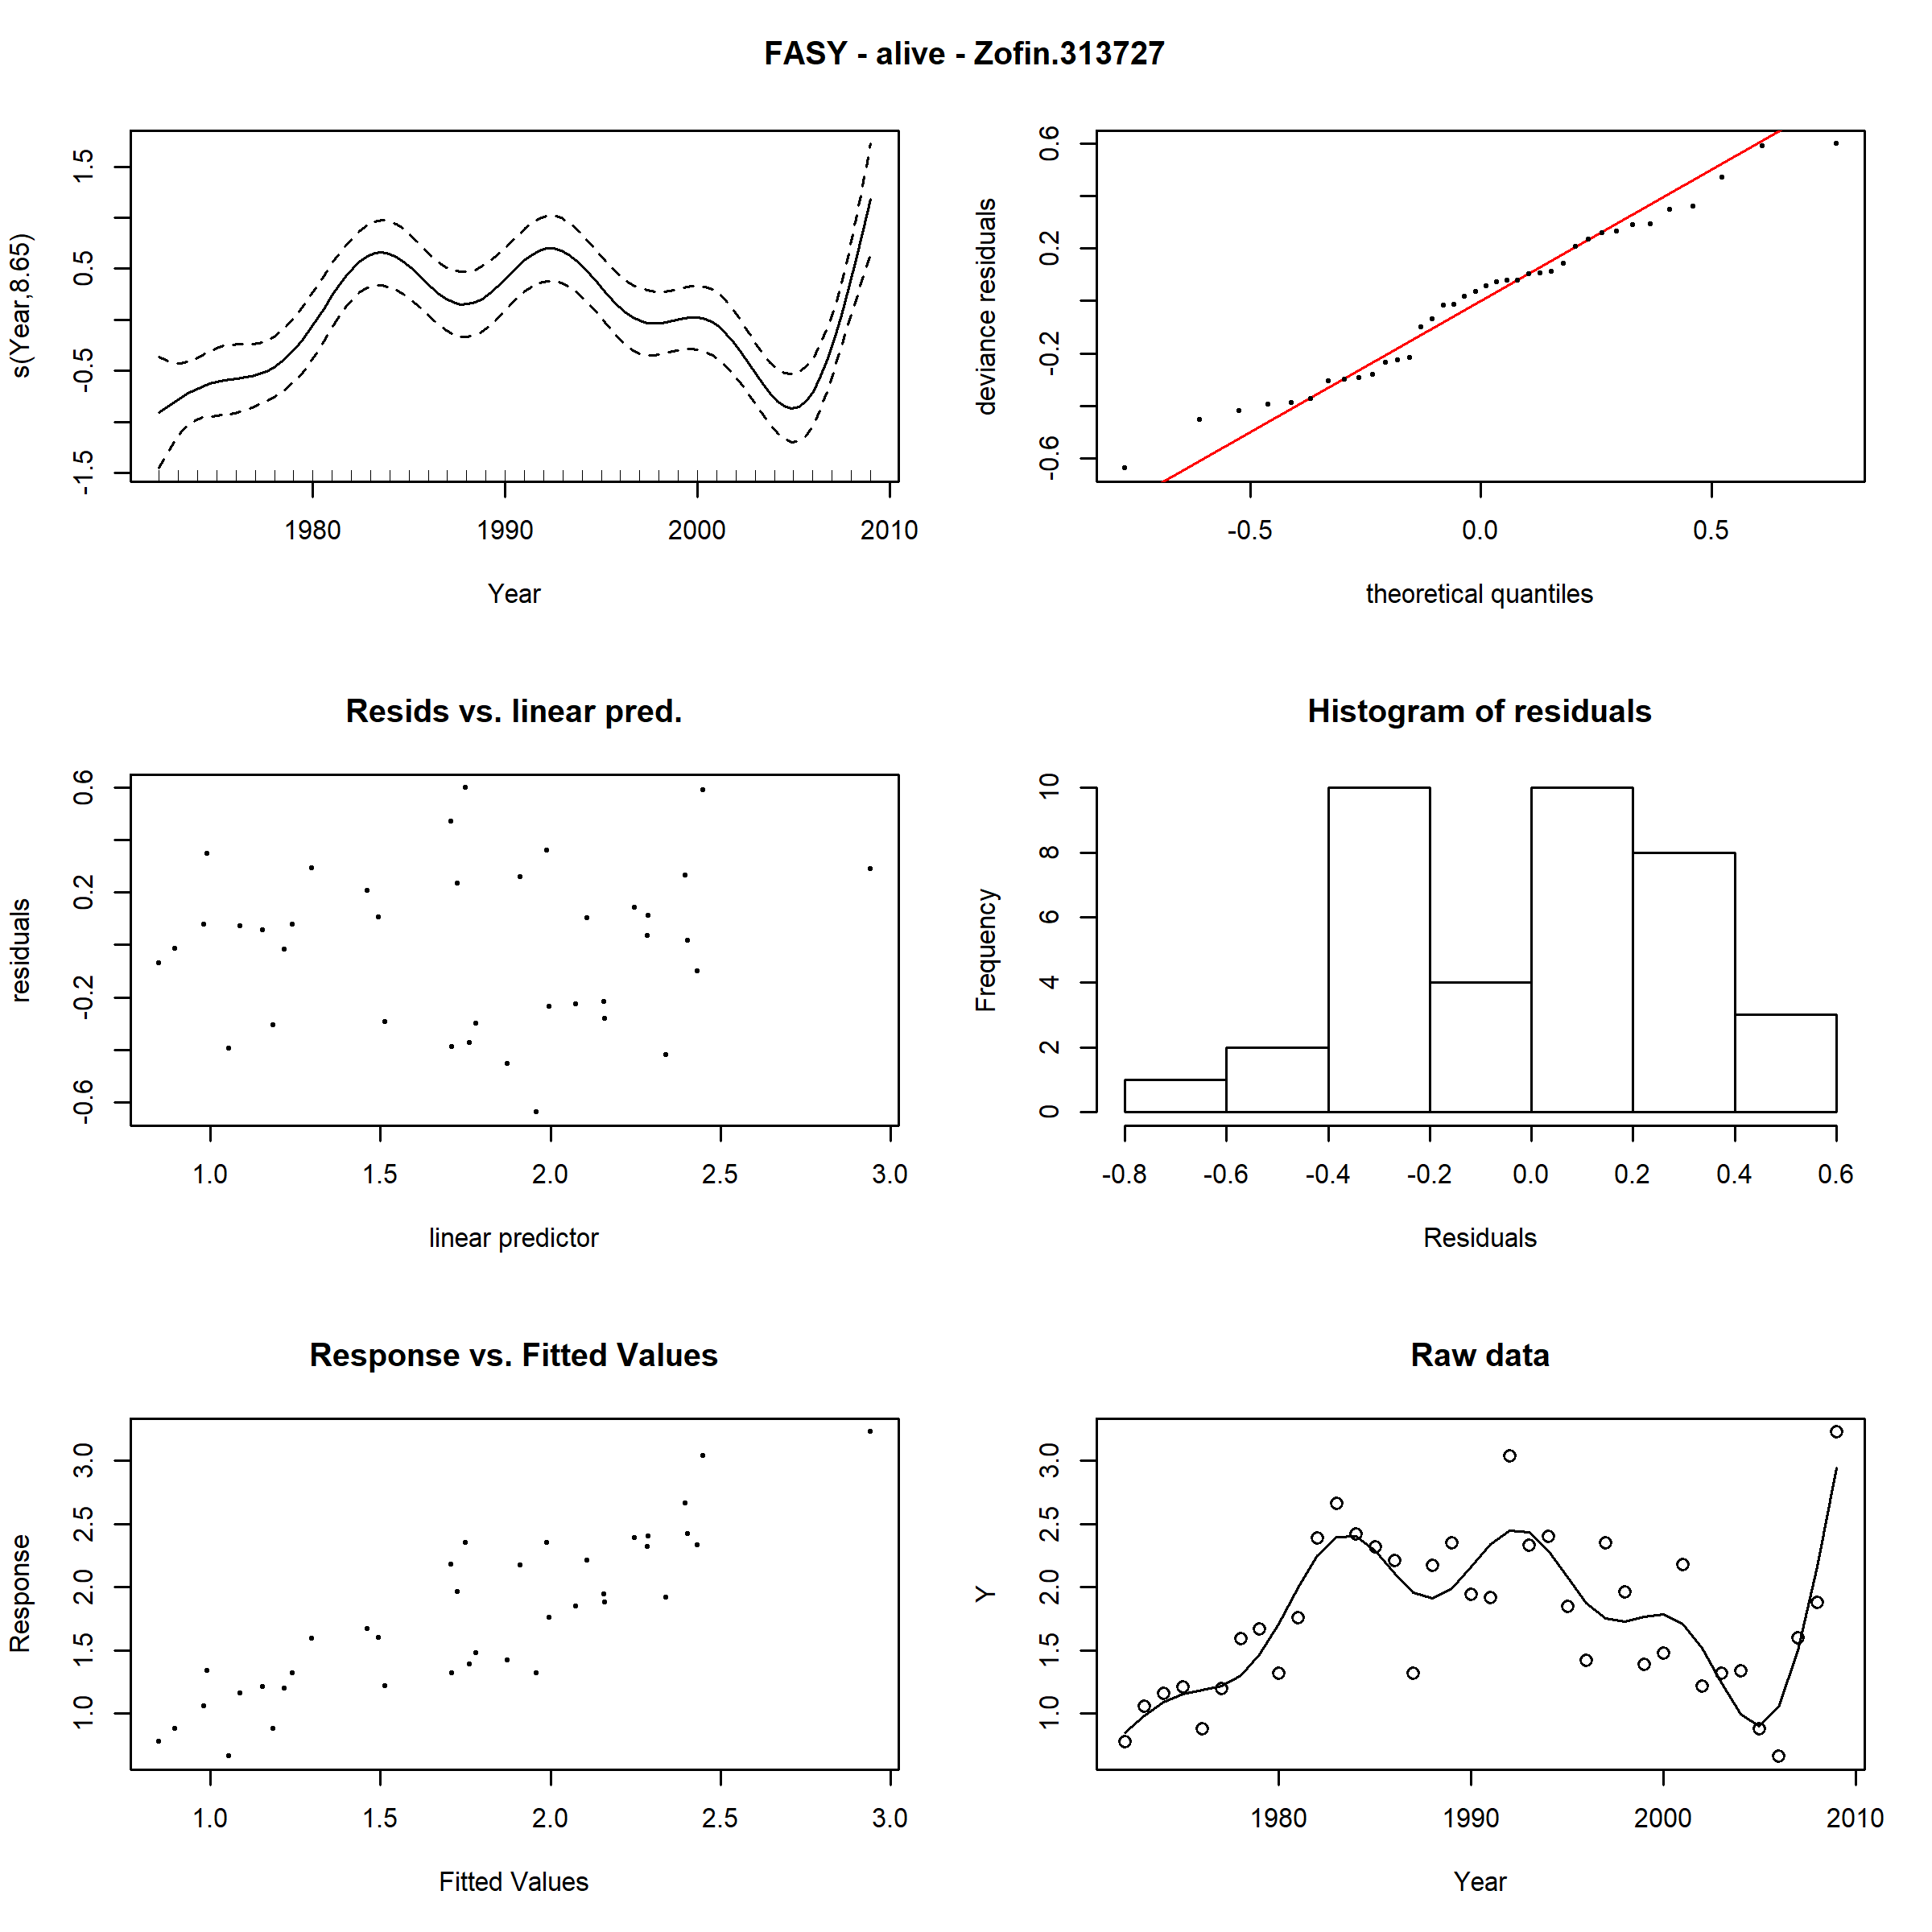 FASY - alive - Zofin.313727
s(Year,8.65)
-1.5 -0.5 0.5 1.5
1980 1990 2000 2010
Year
deviance residuals
-0.6 -0.2 0.2 0.6
-0.5 0.0 0.5
theoretical quantiles
Resids vs. linear pred.
residuals
-0.6 -0.2 0.2 0.6
1.0 1.5 2.0 2.5 3.0
linear predictor
Histogram of residuals
Frequency
0 2 4 6 8 10
-0.8 -0.6 -0.4 -0.2 0.0 0.2 0.4 0.6
Residuals
Response vs. Fitted Values
Response
1.0 1.5 2.0 2.5 3.0
1.0 1.5 2.0 2.5 3.0
Fitted Values
Raw data
Y
1.0 1.5 2.0 2.5 3.0
1980 1990 2000 2010
Year